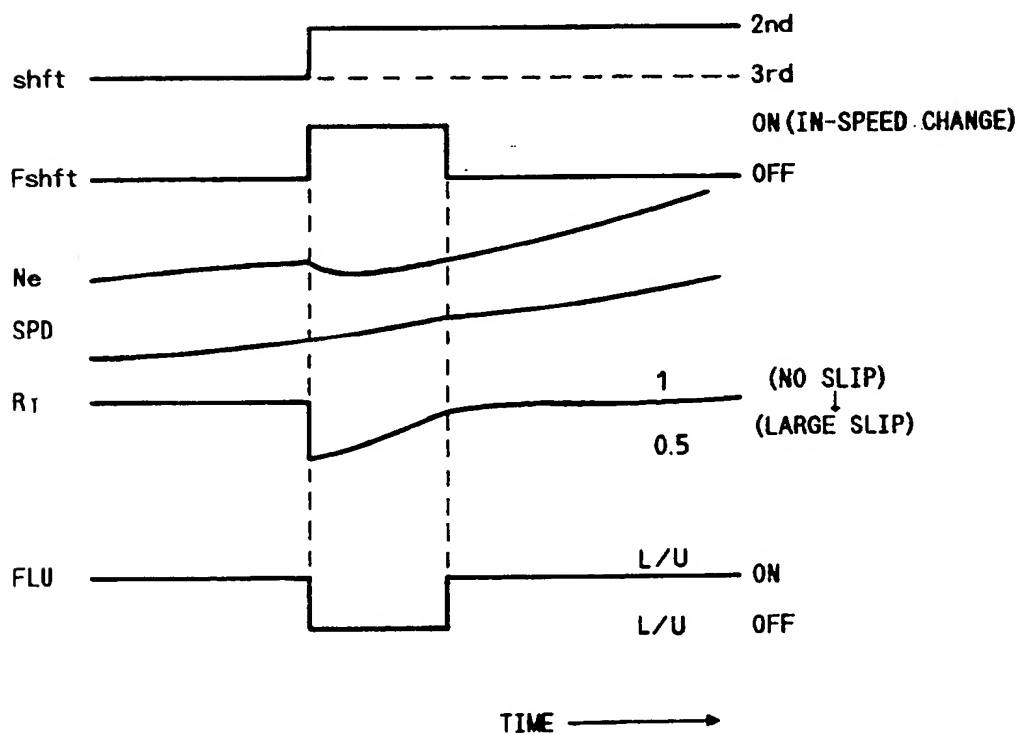 2nd
shft
3rd
ON (IN-SPEED CHANGE)
Fshft
OFF
Ne
SPD
RT
1 (NO SLIP)
↓
0.5 (LARGE SLIP)
FLU
L/U ON
L/U OFF
TIME →